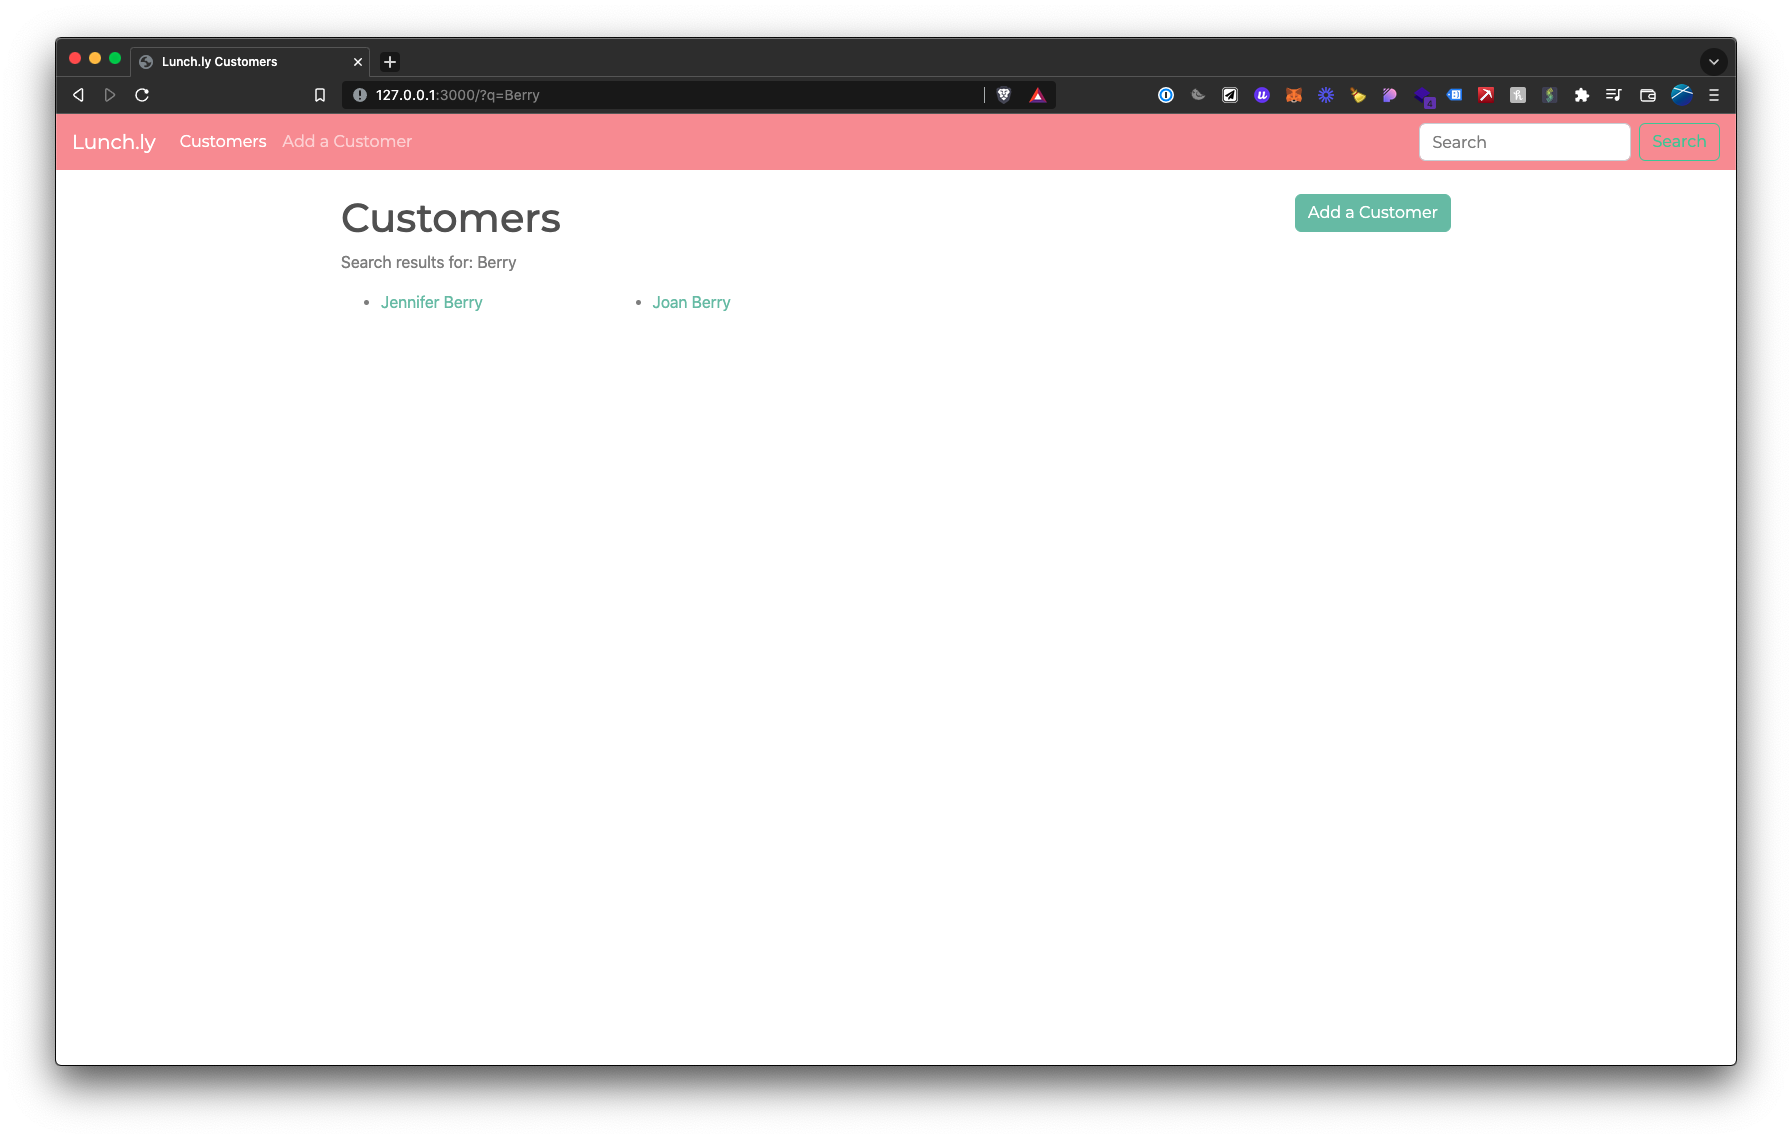 Lunch.ly Customers
127.0.0.1:3000/?q=Berry
4
Lunch.ly Customers Add a Customer Search Search
Customers Add a Customer
Search results for: Berry
Jennifer Berry Joan Berry